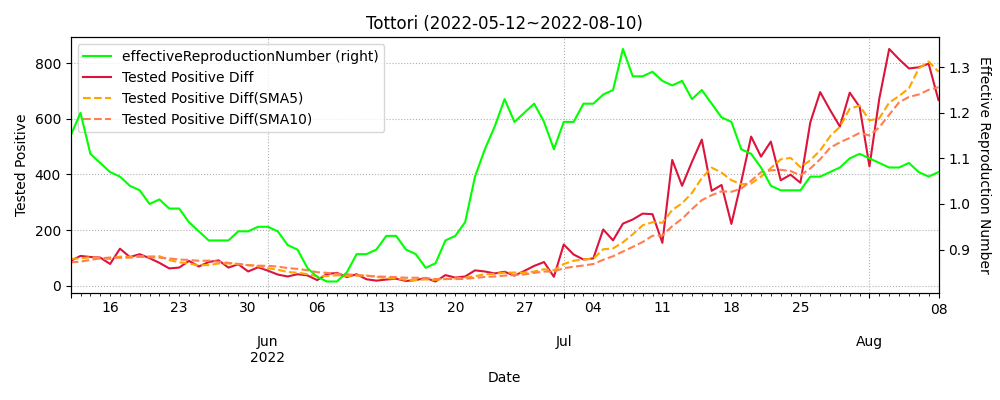 Tottori (2022-05-12~2022-08-10)
effectiveReproductionNumber (right)
Tested Positive Diff
Tested Positive Diff(SMA5)
Tested Positive Diff(SMA10)
Tested Positive
800
600
400
200
0
1.3
1.2
1.1
1.0
0.9
Effective Reproduction Number
16 23 30 06 13 20 27 04 11 18 25 08
Jun Jul Aug
2022
Date